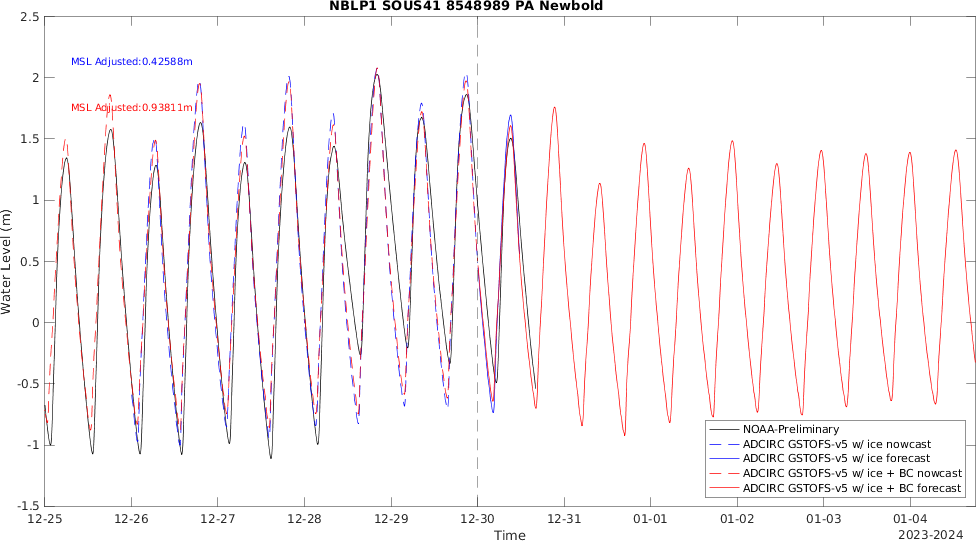 NBLP1 SOUS41 8548989 PA Newbold
2.5
2
1.5
1
0.5
0
-0.5
-1
-1.5
Water Level (m)
MSL Adjusted:0.42588m
MSL Adjusted:0.93811m
NOAA-Preliminary
ADCIRC GSTOFS-v5 w/ ice nowcast
ADCIRC GSTOFS-v5 w/ ice forecast
ADCIRC GSTOFS-v5 w/ ice + BC nowcast
ADCIRC GSTOFS-v5 w/ ice + BC forecast
12-25 12-26 12-27 12-28 12-29 12-30 12-31 01-01 01-02 01-03 01-04
Time
2023-2024